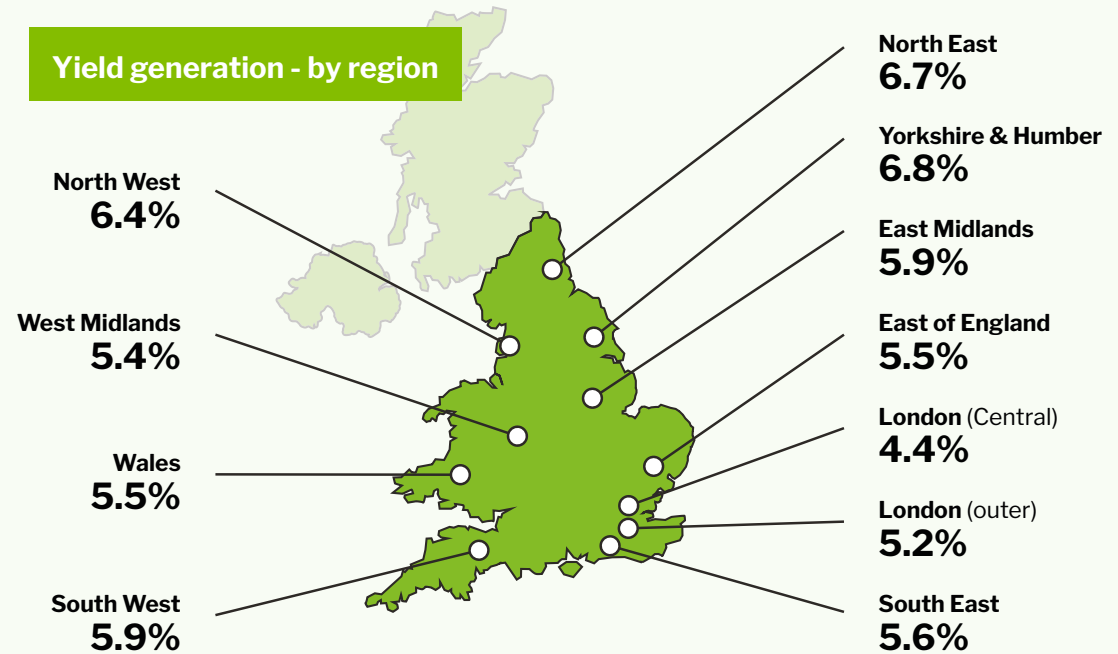 Yield generation - by region
North West
6.4%
West Midlands
5.4%
Wales
5.5%
South West
5.9%
North East
6.7%
Yorkshire & Humber
6.8%
East Midlands
5.9%
East of England
5.5%
London (Central)
4.4%
London (outer)
5.2%
South East
5.6%